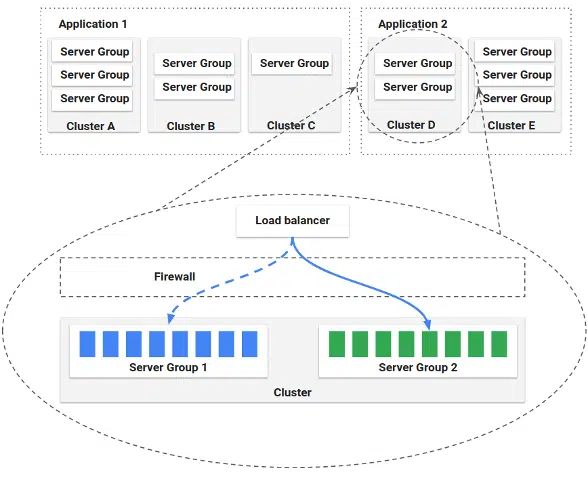 Application 1
Server Group
Server Group
Server Group
Cluster A
Server Group
Server Group
Cluster B
Server Group
Cluster C
Application 2
Server Group
Server Group
Cluster D
Server Group
Server Group
Server Group
Cluster E
Load balancer
Firewall
Server Group 1
Server Group 2
Cluster